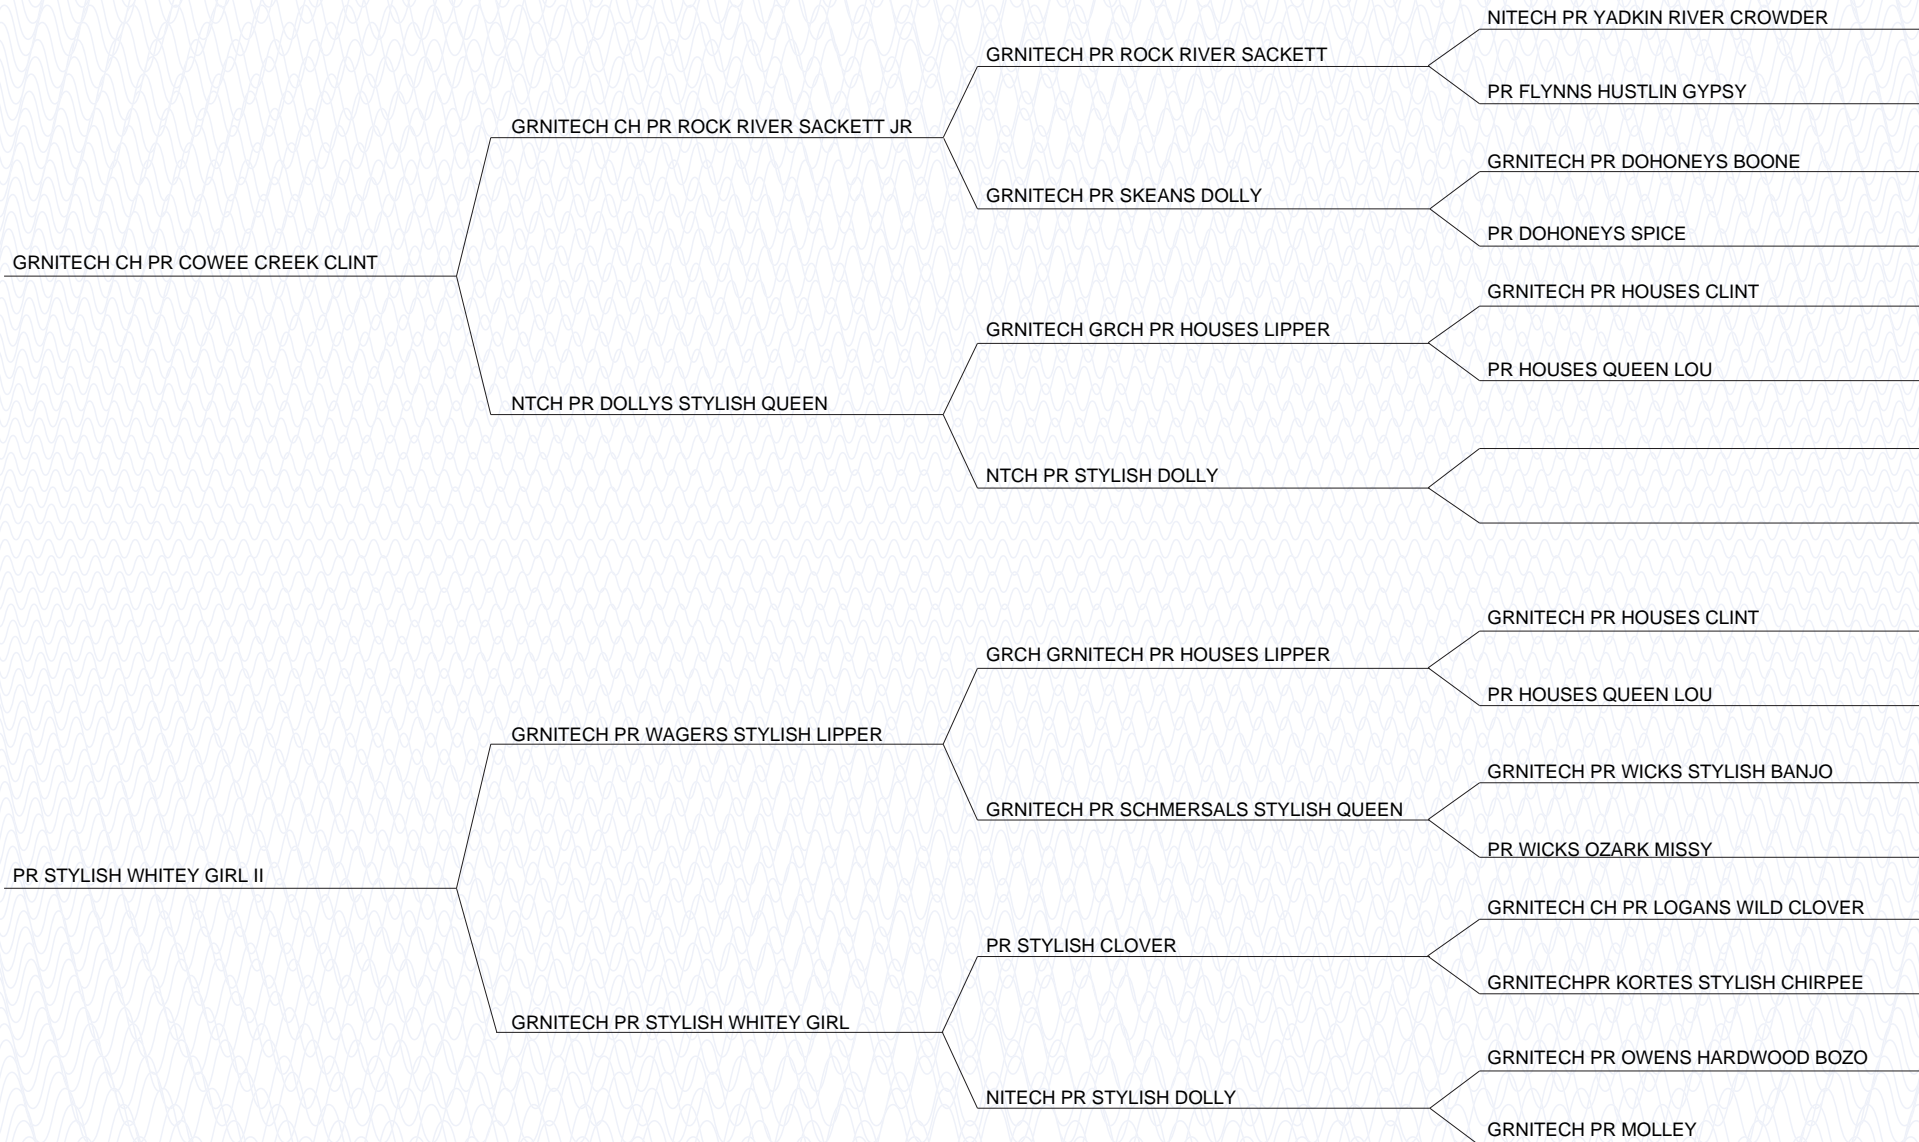 NITECH PR YADKIN RIVER CROWDER
GRNITECH PR ROCK RIVER SACKETT
PR FLYNNS HUSTLIN GYPSY
GRNITECH CH PR ROCK RIVER SACKETT JR
GRNITECH PR DOHONEYS BOONE
GRNITECH PR SKEANS DOLLY
PR DOHONEYS SPICE
GRNITECH CH PR COWEE CREEK CLINT
GRNITECH PR HOUSES CLINT
GRNITECH GRCH PR HOUSES LIPPER
PR HOUSES QUEEN LOU
NTCH PR DOLLYS STYLISH QUEEN
NTCH PR STYLISH DOLLY
GRNITECH PR HOUSES CLINT
GRCH GRNITECH PR HOUSES LIPPER
PR HOUSES QUEEN LOU
GRNITECH PR WAGERS STYLISH LIPPER
GRNITECH PR WICKS STYLISH BANJO
GRNITECH PR SCHMERSALS STYLISH QUEEN
PR WICKS OZARK MISSY
PR STYLISH WHITEY GIRL II
GRNITECH CH PR LOGANS WILD CLOVER
PR STYLISH CLOVER
GRNITECHPR KORTES STYLISH CHIRPEE
GRNITECH PR STYLISH WHITEY GIRL
GRNITECH PR OWENS HARDWOOD BOZO
NITECH PR STYLISH DOLLY
GRNITECH PR MOLLEY